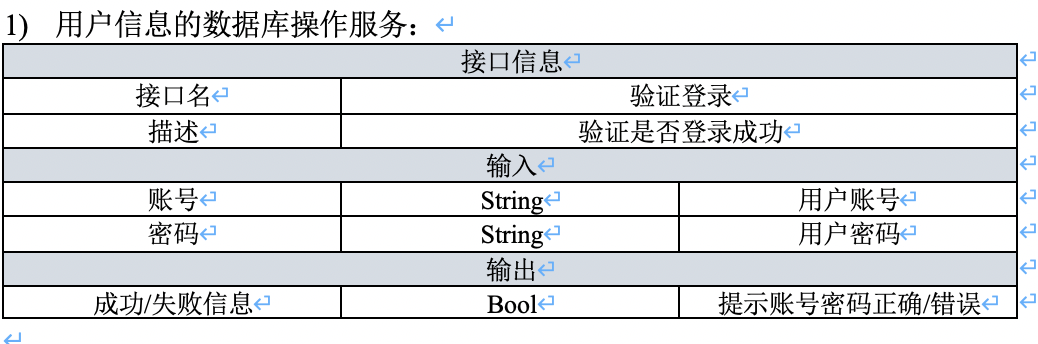 1) 用户信息的数据库操作服务：
接口信息
接口名 验证登录
描述 验证是否登录成功
输入
账号 String 用户账号
密码 String 用户密码
输出
成功/失败信息 Bool 提示账号密码正确/错误